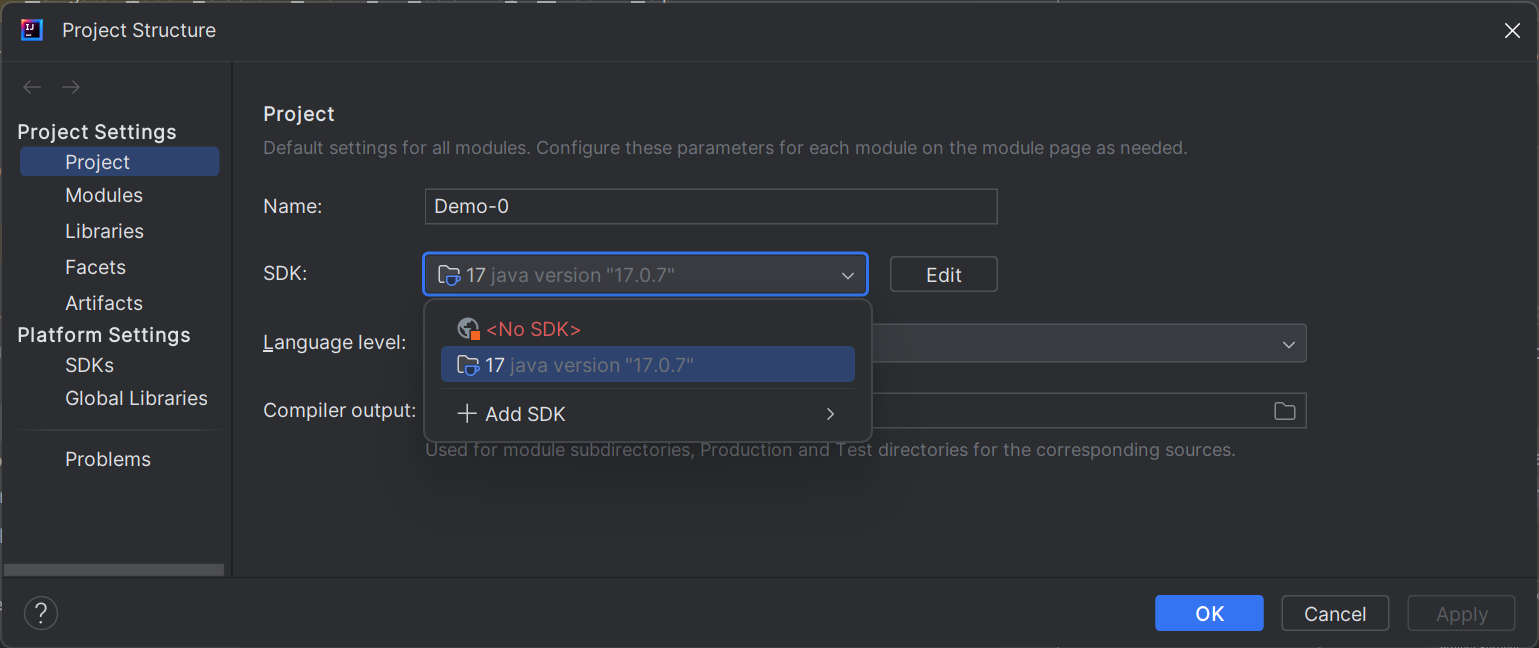 Project Structure
Project Settings
Project
Modules
Libraries
Facets
Artifacts
Platform Settings
SDKs
Global Libraries
Problems
Project
Default settings for all modules. Configure these parameters for each module on the module page as needed.
Name: Demo-0
SDK: 17 java version "17.0.7" Edit
<No SDK>
Language level:
17 java version "17.0.7"
Compiler output: Add SDK
Used for module subdirectories, Production and Test directories for the corresponding sources.
? OK Cancel Apply